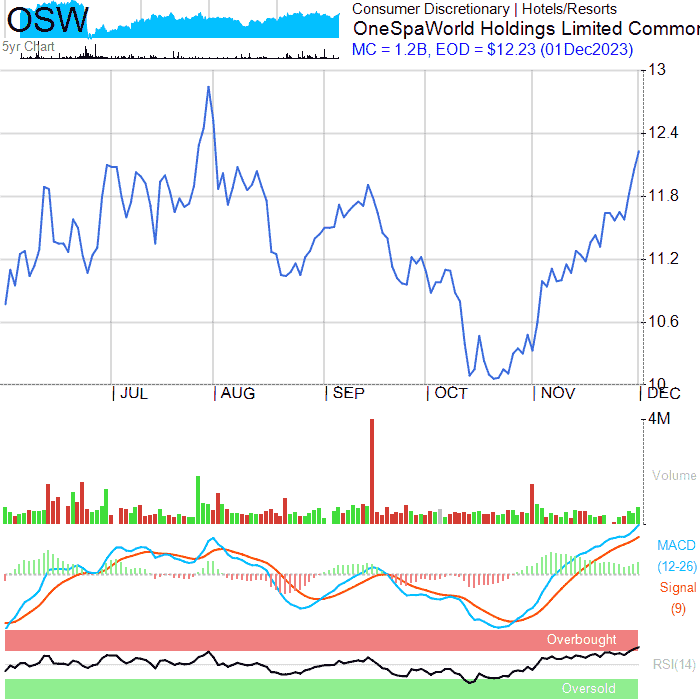 OSW
5yr Chart
Consumer Discretionary | Hotels/Resorts
OneSpaWorld Holdings Limited Common
MC = 1.2B, EOD = $12.23 (01Dec2023)
13
12.4
11.8
11.2
10.6
10
| JUL | AUG | SEP | OCT | NOV | DEC
4M
Volume
MACD
(12-26)
Signal
(9)
Overbought
RSI(14)
Oversold